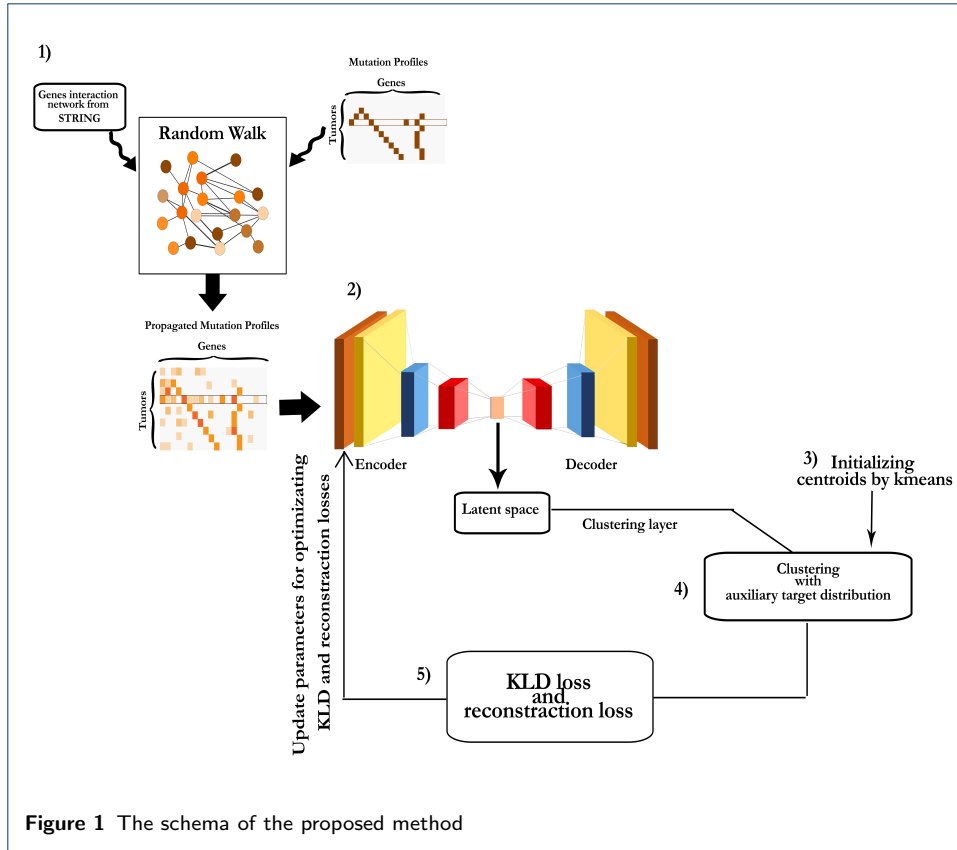 1)
Genes interaction
network from
STRING
Mutation Profiles
Genes
Tumors
Random Walk
Propagated Mutation Profiles
Genes
Tumors
2)
Encoder
Decoder
Latent space
Clustering layer
3) Initializing
centroids by kmeans
4)
Clustering
with
auxiliary target distribution
5)
KLD loss
and
reconstraction loss
Update parameters for optimizating
KLD and reconstraction losses
Figure 1 The schema of the proposed method